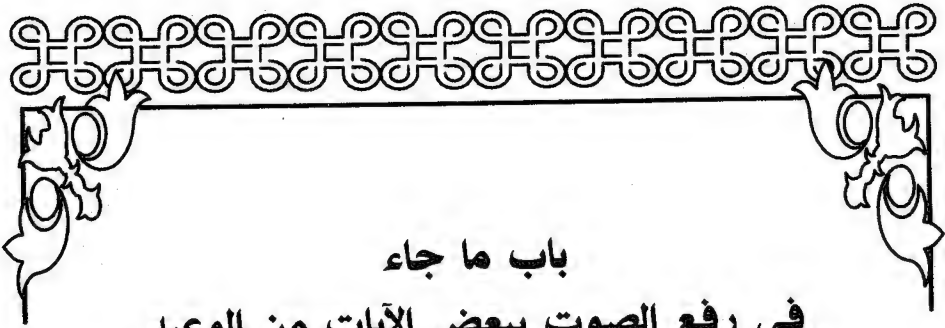 باب ما جاء
في رفع الصوت ببعض الآيات من الوعيد